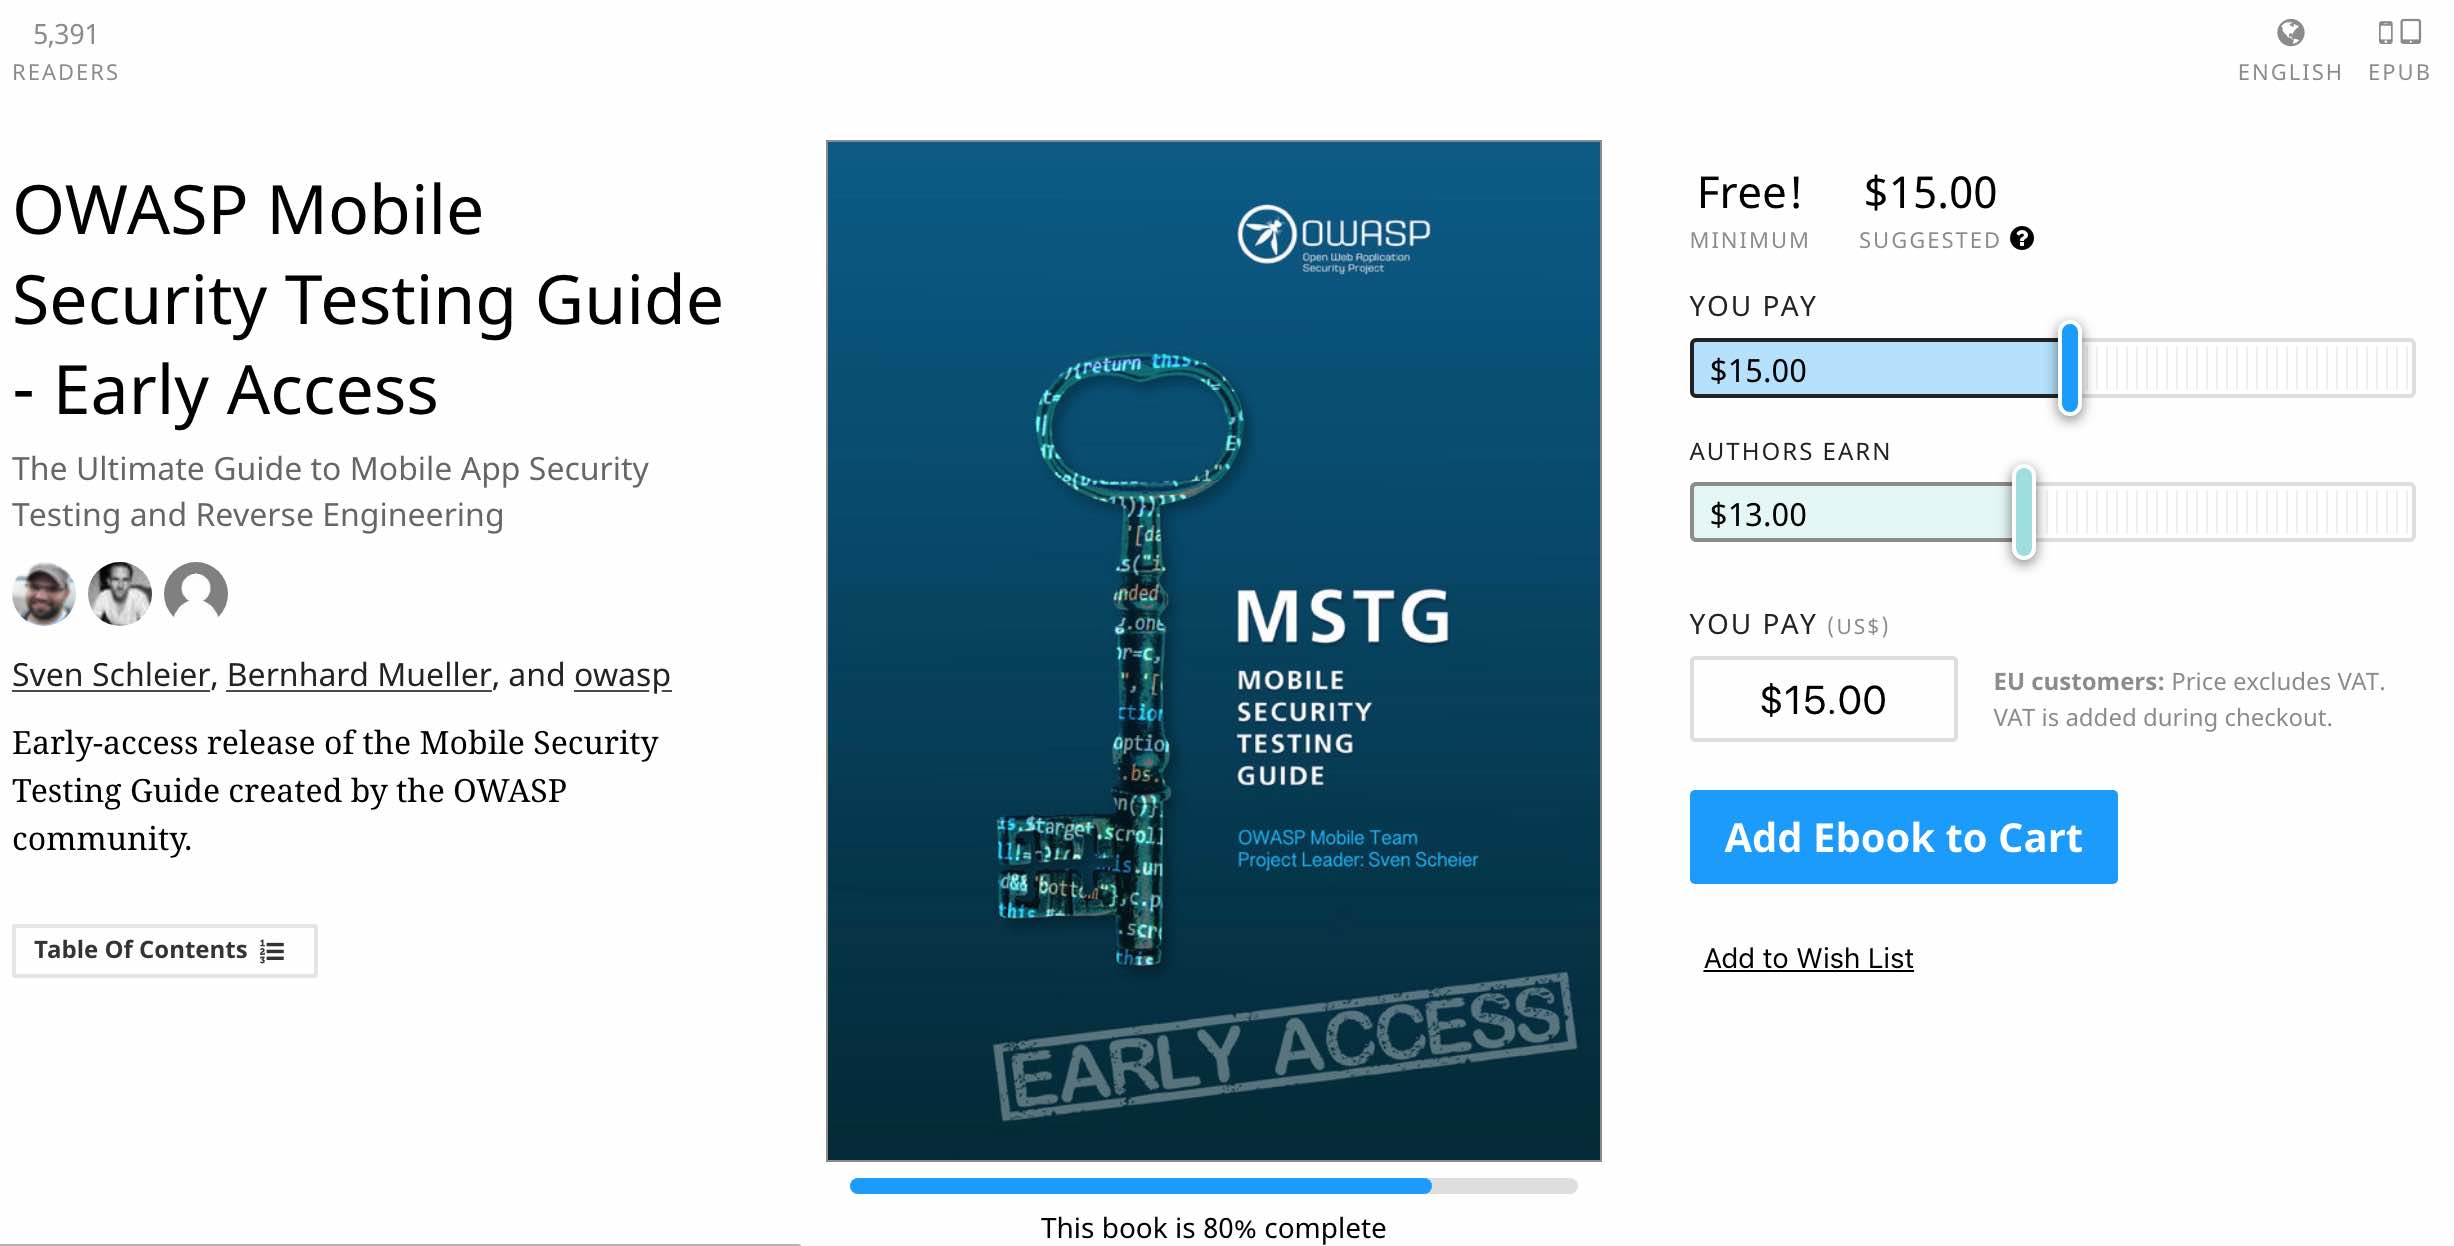 5,391
READERS
ENGLISH
EPUB
OWASP Mobile
Security Testing Guide
- Early Access
The Ultimate Guide to Mobile App Security
Testing and Reverse Engineering
Sven Schleier, Bernhard Mueller, and owasp
Early-access release of the Mobile Security
Testing Guide created by the OWASP
community.
Table Of Contents
OWASP
Open Web Application
Security Project
{return this
MSTG
MOBILE
SECURITY
TESTING
GUIDE
OWASP Mobile Team
Project Leader: Sven Scheier
EARLY ACCESS
This book is 80% complete
Free! $15.00
MINIMUM SUGGESTED ?
YOU PAY
$15.00
AUTHORS EARN
$13.00
YOU PAY (US$)
$15.00
EU customers: Price excludes VAT.
VAT is added during checkout.
Add Ebook to Cart
Add to Wish List